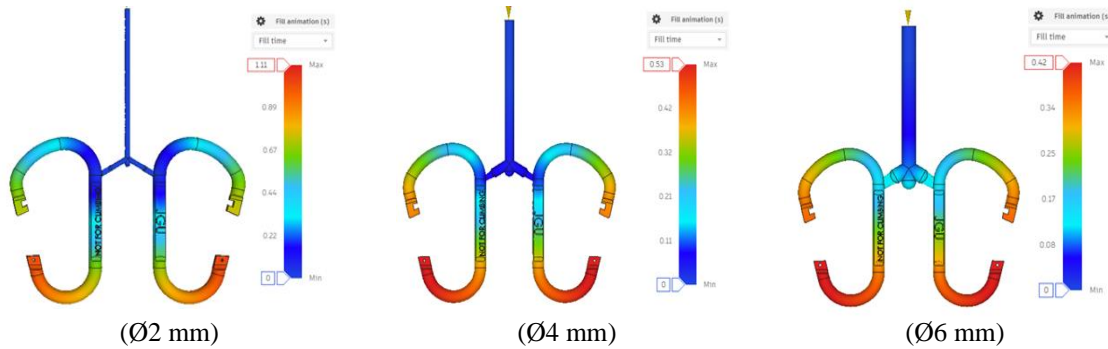 Fill animation (s)
Fill time
1.11
Max
0.89
0.67
0.44
0.22
0
Min
NOT FOR CLIMBING
JGU
(Ø2 mm)
Fill animation (s)
Fill time
0.53
Max
0.42
0.32
0.21
0.11
0
Min
NOT FOR CLIMBING
JGU
(Ø4 mm)
Fill animation (s)
Fill time
0.42
Max
0.34
0.25
0.17
0.08
0
Min
NOT FOR CLIMBING
JGU
(Ø6 mm)